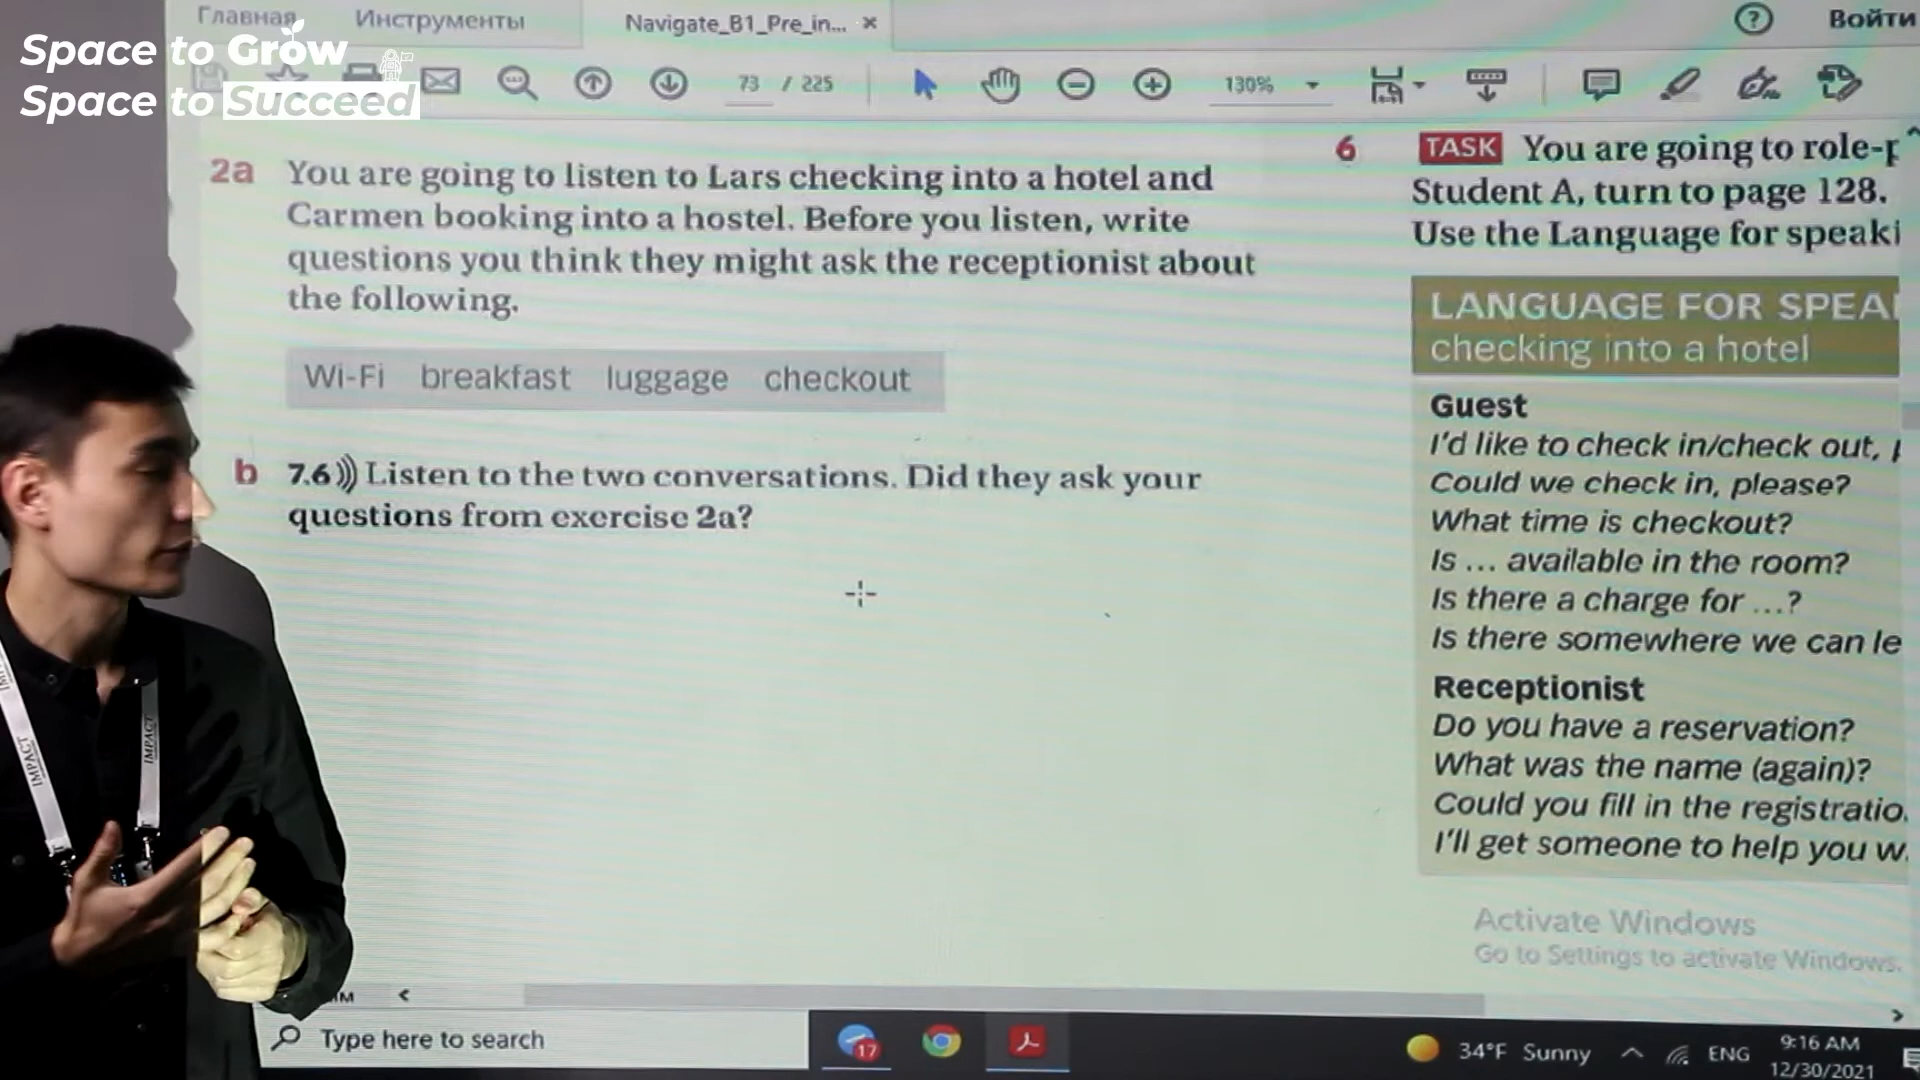 Главная
Инструменты
Navigate_B1_Pre_in... ×
? Войти
Space to Grow
Space to Succeed
73 / 225
130%
2a You are going to listen to Lars checking into a hotel and
Carmen booking into a hostel. Before you listen, write
questions you think they might ask the receptionist about
the following.
Wi-Fi breakfast luggage checkout
b 7.6 Listen to the two conversations. Did they ask your
questions from exercise 2a?
6 TASK You are going to role-p
Student A, turn to page 128.
Use the Language for speaki
LANGUAGE FOR SPEA
checking into a hotel
Guest
I'd like to check in/check out, p
Could we check in, please?
What time is checkout?
Is ... available in the room?
Is there a charge for ...?
Is there somewhere we can le
Receptionist
Do you have a reservation?
What was the name (again)?
Could you fill in the registratio
I'll get someone to help you w
Activate Windows
Go to Settings to activate Windows.
IMPACT
IMPACT
Type here to search
17
34°F Sunny
ENG
9:16 AM
12/30/2021